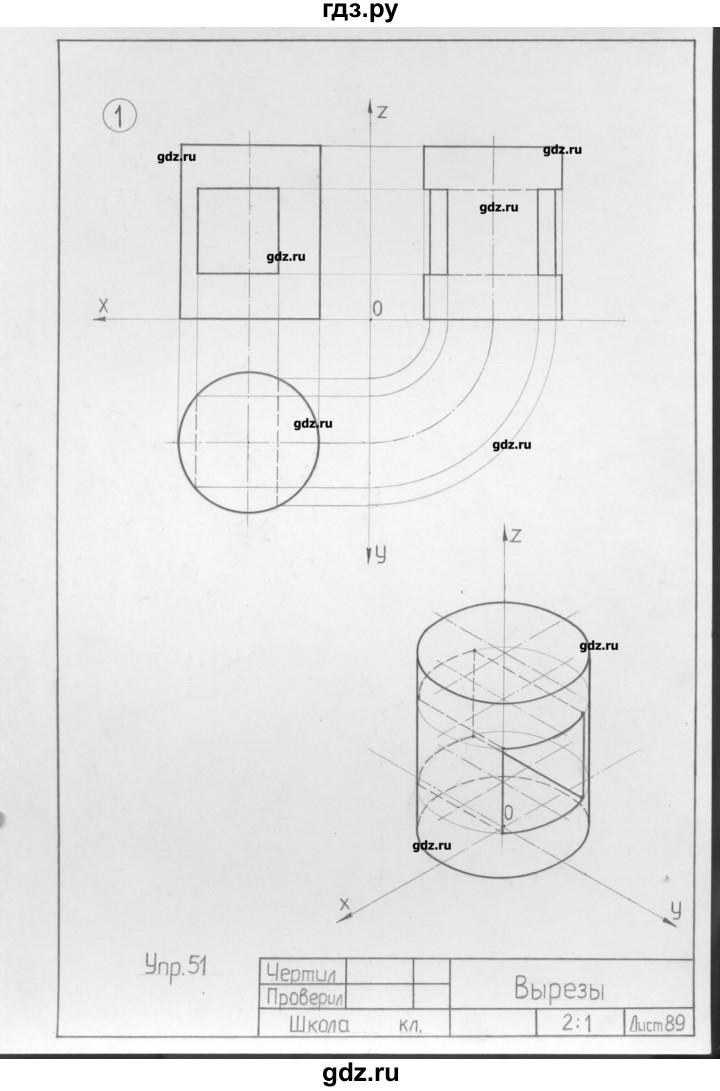 гдз.ру
1
z
gdz.ru
gdz.ru
gdz.ru
gdz.ru
x
0
gdz.ru
gdz.ru
y
z
gdz.ru
0
gdz.ru
x
y
Упр.51
Чертил
Проверил
Вырезы
Школа кл.
2:1
Лист 89
gdz.ru